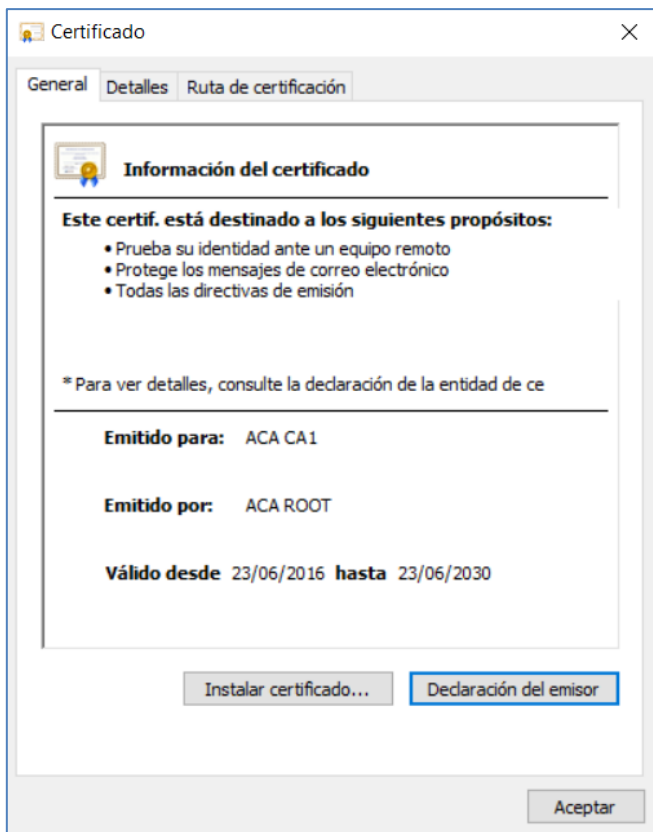 Certificado
General Detalles Ruta de certificación
Información del certificado
Este certif. está destinado a los siguientes propósitos:
• Prueba su identidad ante un equipo remoto
• Protege los mensajes de correo electrónico
• Todas las directivas de emisión
* Para ver detalles, consulte la declaración de la entidad de ce
Emitido para: ACA CA1
Emitido por: ACA ROOT
Válido desde 23/06/2016 hasta 23/06/2030
Instalar certificado... Declaración del emisor
Aceptar